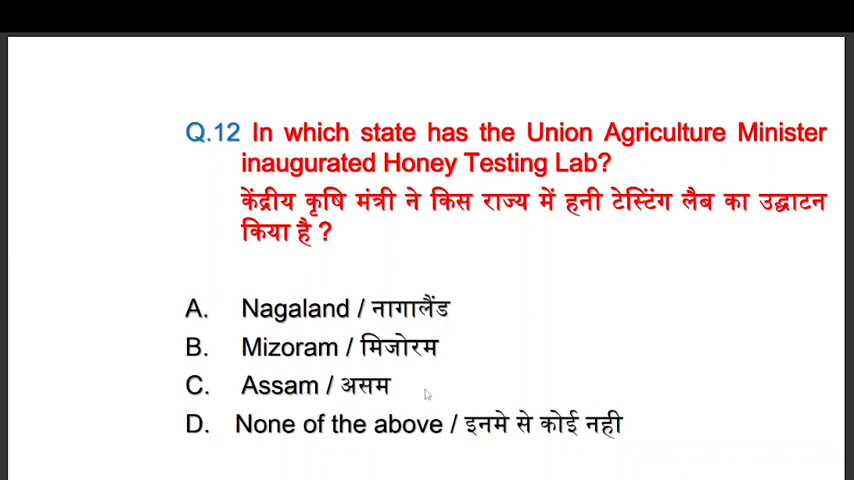 Q.12 In which state has the Union Agriculture Minister
inaugurated Honey Testing Lab?
केंद्रीय कृषि मंत्री ने किस राज्य में हनी टेस्टिंग लैब का उद्घाटन
किया है ?
A. Nagaland / नागालैंड
B. Mizoram / मिजोरम
C. Assam / असम
D. None of the above / इनमे से कोई नही